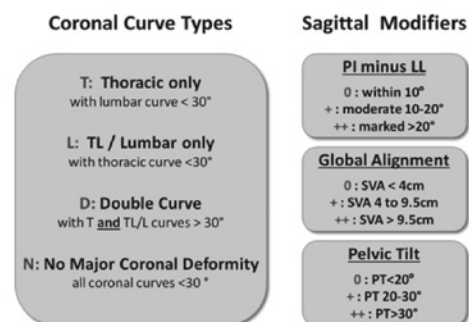 Coronal Curve Types
T: Thoracic only
with lumbar curve < 30°
L: TL / Lumbar only
with thoracic curve <30°
D: Double Curve
with T and TL/L curves > 30°
N: No Major Coronal Deformity
all coronal curves <30 °
Sagittal Modifiers
PI minus LL
0 : within 10°
+ : moderate 10-20°
++ : marked >20°
Global Alignment
0 : SVA < 4cm
+ : SVA 4 to 9.5cm
++ : SVA > 9.5cm
Pelvic Tilt
0 : PT<20°
+ : PT 20-30°
++ : PT>30°